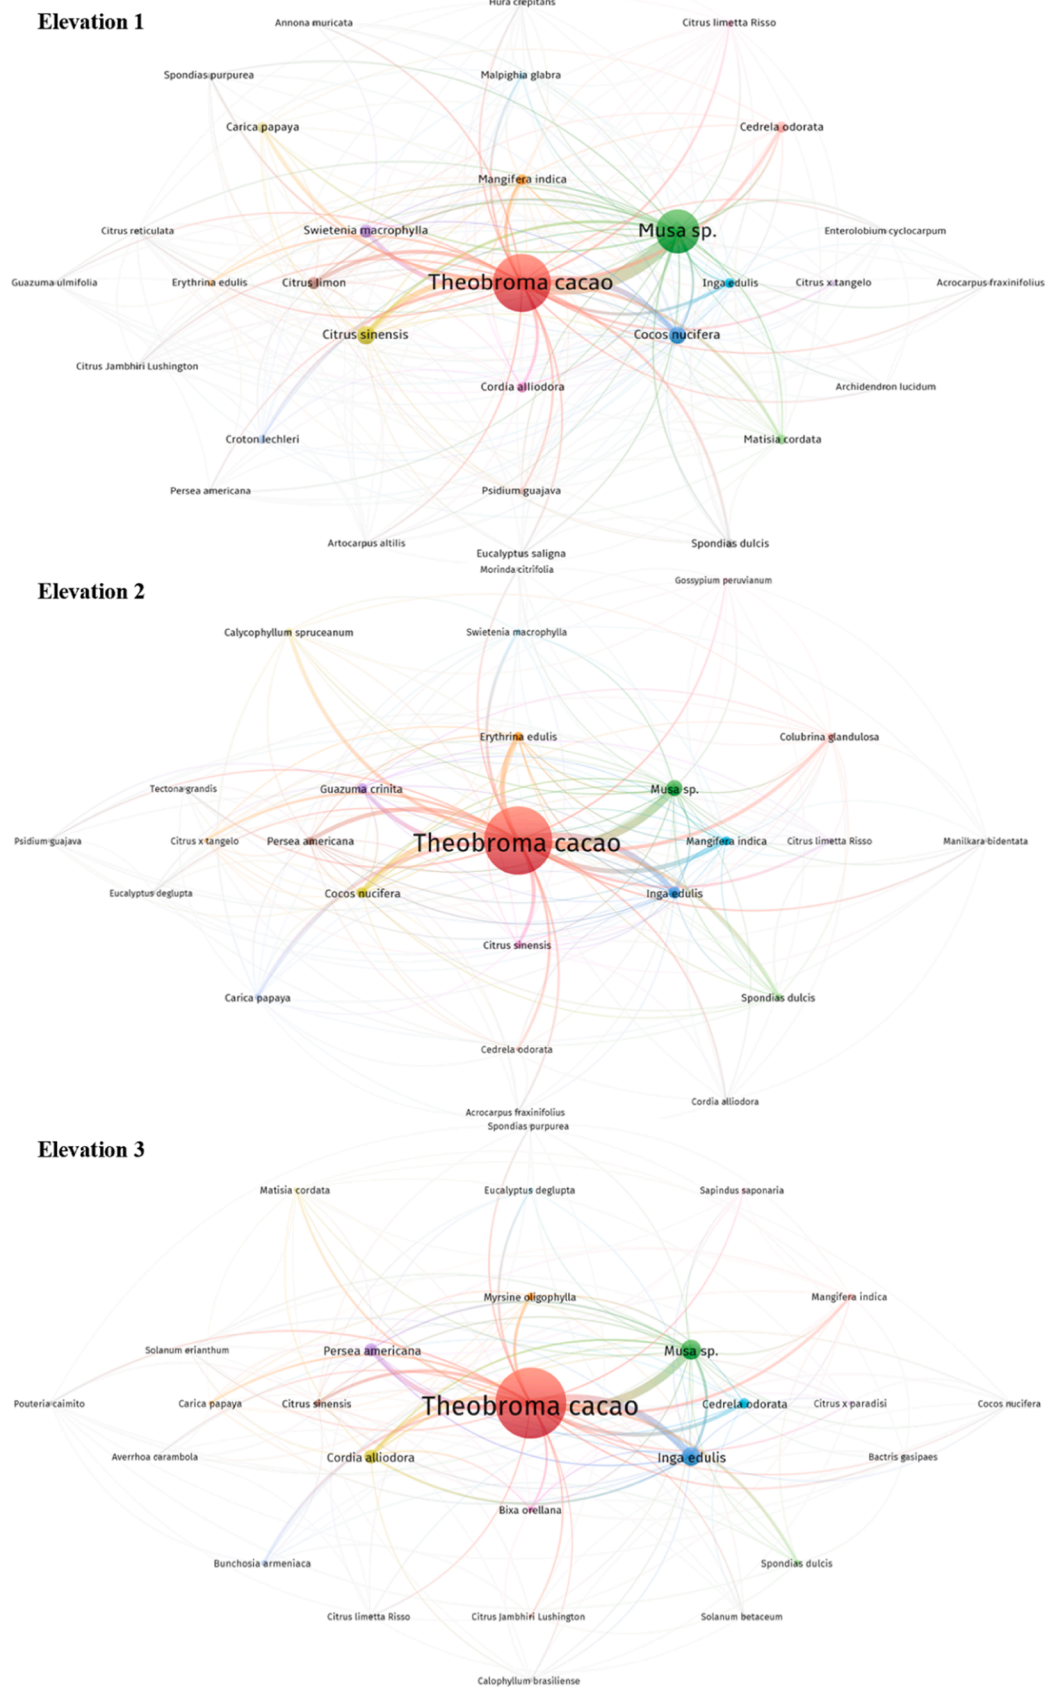 Hura crepitans
Elevation 1
Annona muricata
Citrus limetta Risso
Spondias purpurea
Malpighia glabra
Carica papaya
Cedrela odorata
Mangifera indica
Citrus reticulata
Swietenia macrophylla
Musa sp.
Enterolobium cyclocarpum
Guazuma ulmifolia
Erythrina edulis
Citrus limon
Theobroma cacao
Inga edulis
Citrus x tangelo
Acrocarpus fraxinifolius
Citrus sinensis
Cocos nucifera
Citrus Jambhiri Lushington
Cordia alliodora
Archidendron lucidum
Croton lechleri
Matisia cordata
Persea americana
Psidium guajava
Artocarpus altilis
Spondias dulcis
Eucalyptus saligna
Morinda citrifolia
Gossypium peruvianum
Elevation 2
Calycophyllum spruceanum
Swietenia macrophylla
Erythrina edulis
Colubrina glandulosa
Tectona grandis
Guazuma crinita
Musa sp.
Psidium guajava
Citrus x tangelo
Persea americana
Theobroma cacao
Mangifera indica
Citrus limetta Risso
Manilkara bidentata
Eucalyptus deglupta
Cocos nucifera
Inga edulis
Citrus sinensis
Carica papaya
Spondias dulcis
Cedrela odorata
Cordia alliodora
Acrocarpus fraxinifolius
Spondias purpurea
Elevation 3
Matisia cordata
Eucalyptus deglupta
Sapindus saponaria
Myrsine oligophylla
Mangifera indica
Solanum erianthum
Persea americana
Musa sp.
Pouteria caimito
Carica papaya
Citrus sinensis
Theobroma cacao
Cedrela odorata
Citrus x paradisi
Cocos nucifera
Averrhoa carambola
Cordia alliodora
Inga edulis
Bactris gasipaes
Bixa orellana
Bunchosia armeniaca
Spondias dulcis
Citrus limetta Risso
Citrus Jambhiri Lushington
Solanum betaceum
Calophyllum brasiliense